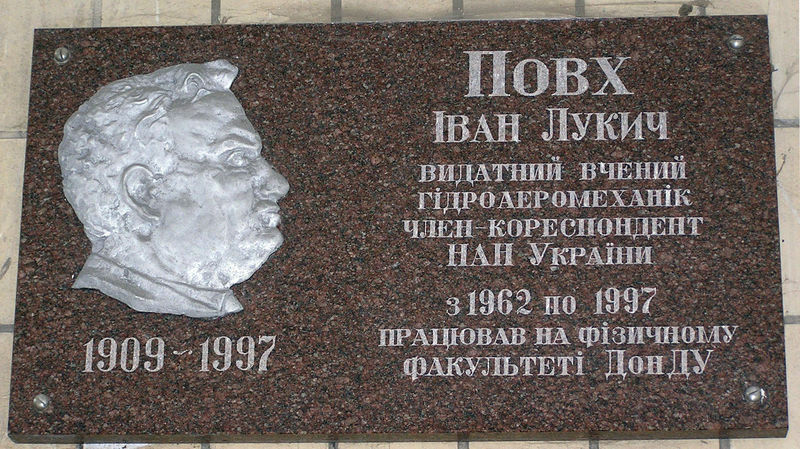 Повх
Іван Лукич
видатний вчений
гідроаеромеханік
член-кореспондент
НАН України
з 1962 по 1997
працював на фізичному
факультеті ДонДУ
1909-1997